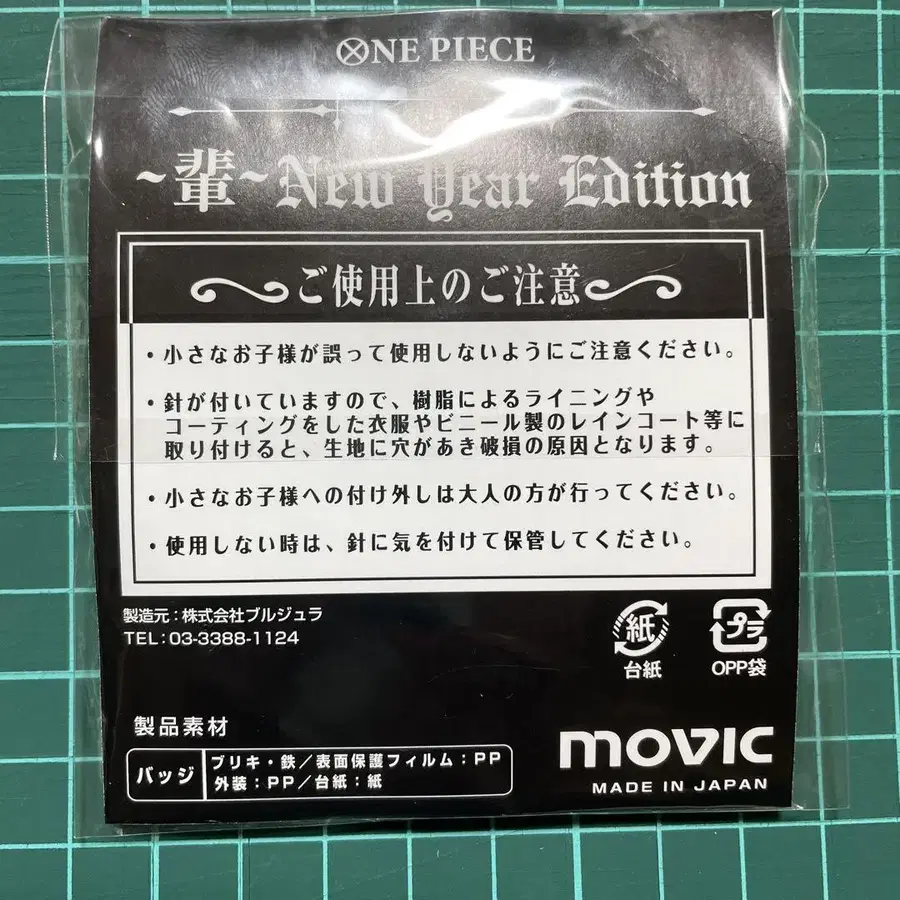 ONE PIECE
~輩~New Year Edition
ご使用上のご注意
・小さなお子様が誤って使用しないようにご注意ください。
・針が付いていますので、樹脂によるライニングや
コーティングをした衣服やビニール製のレインコート等に
取り付けると、生地に穴があき破損の原因となります。
・小さなお子様への付け外しは大人の方が行ってください。
・使用しない時は、針に気を付けて保管してください。
製造元:株式会社ブルジュラ
TEL:03-3388-1124
紙
台紙
プラ
OPP袋
製品素材
バッジ
ブリキ・鉄/表面保護フィルム:PP
外装:PP/台紙:紙
movic
MADE IN JAPAN